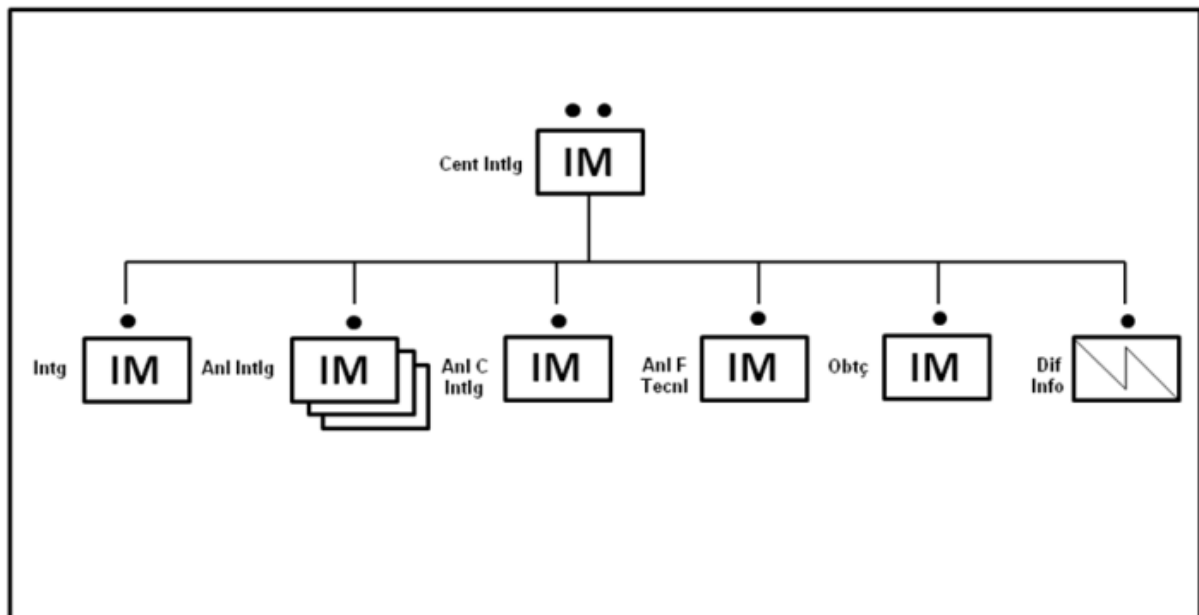 Cent Intlg
IM
Intg
IM
Anl Intlg
IM
Anl C
Intlg
IM
Anl F
Tecnl
IM
Obtç
IM
Dif
Info